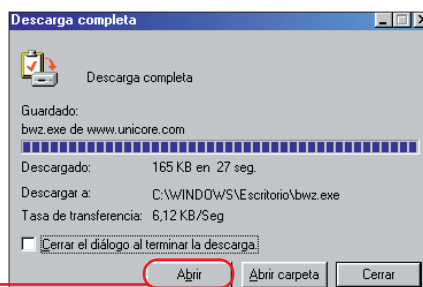 Descarga completa
Descarga completa
Guardado:
bwz.exe de www.unicore.com
Descargado: 165 KB en 27 seg.
Descargar a: C:\WINDOWS\Escritorio\bwz.exe
Tasa de transferencia: 6,12 KB/Seg
Cerrar el diálogo al terminar la descarga.
Abrir Abrir carpeta Cerrar